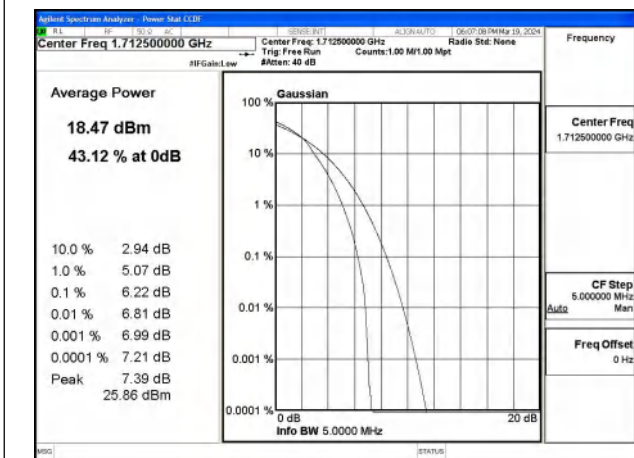 Agilent Spectrum Analyzer - Power Stat CCDF
RL RF 50 Ω AC SENSE:INT ALIGN AUTO 06:07:08 PM Mar 19, 2024
Center Freq 1.712500000 GHz
Center Freq: 1.712500000 GHz Radio Std: None
Trig: Free Run Counts:1.00 M/1.00 Mpt
#IFGain:Low #Atten: 40 dB
Frequency
Average Power
18.47 dBm
43.12 % at 0dB
10.0 % 2.94 dB
1.0 % 5.07 dB
0.1 % 6.22 dB
0.01 % 6.81 dB
0.001 % 6.99 dB
0.0001 % 7.21 dB
Peak 7.39 dB
25.86 dBm
Gaussian
100 %
10 %
1 %
0.1 %
0.01 %
0.001 %
0.0001 %
0 dB 20 dB
Info BW 5.0000 MHz
Center Freq
1.712500000 GHz
CF Step
5.000000 MHz
Auto Man
Freq Offset
0 Hz
MSG STATUS